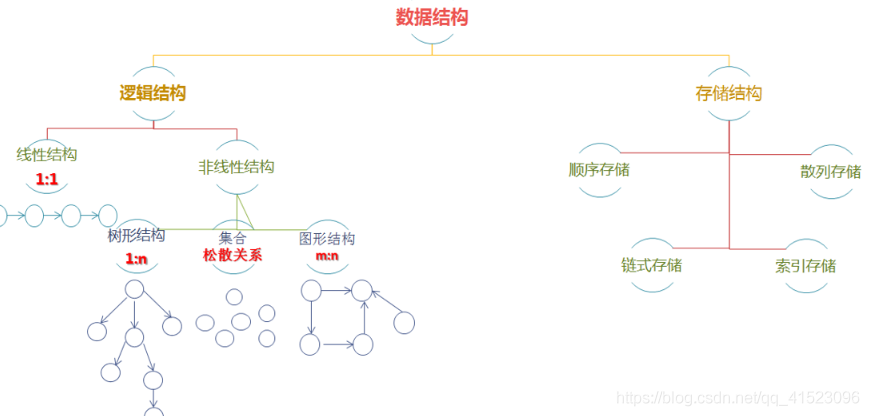 数据结构
逻辑结构
存储结构
线性结构
1:1
非线性结构
顺序存储
散列存储
树形结构
1:n
集合
松散关系
图形结构
m:n
链式存储
索引存储
https://blog.csdn.net/qq_41523096